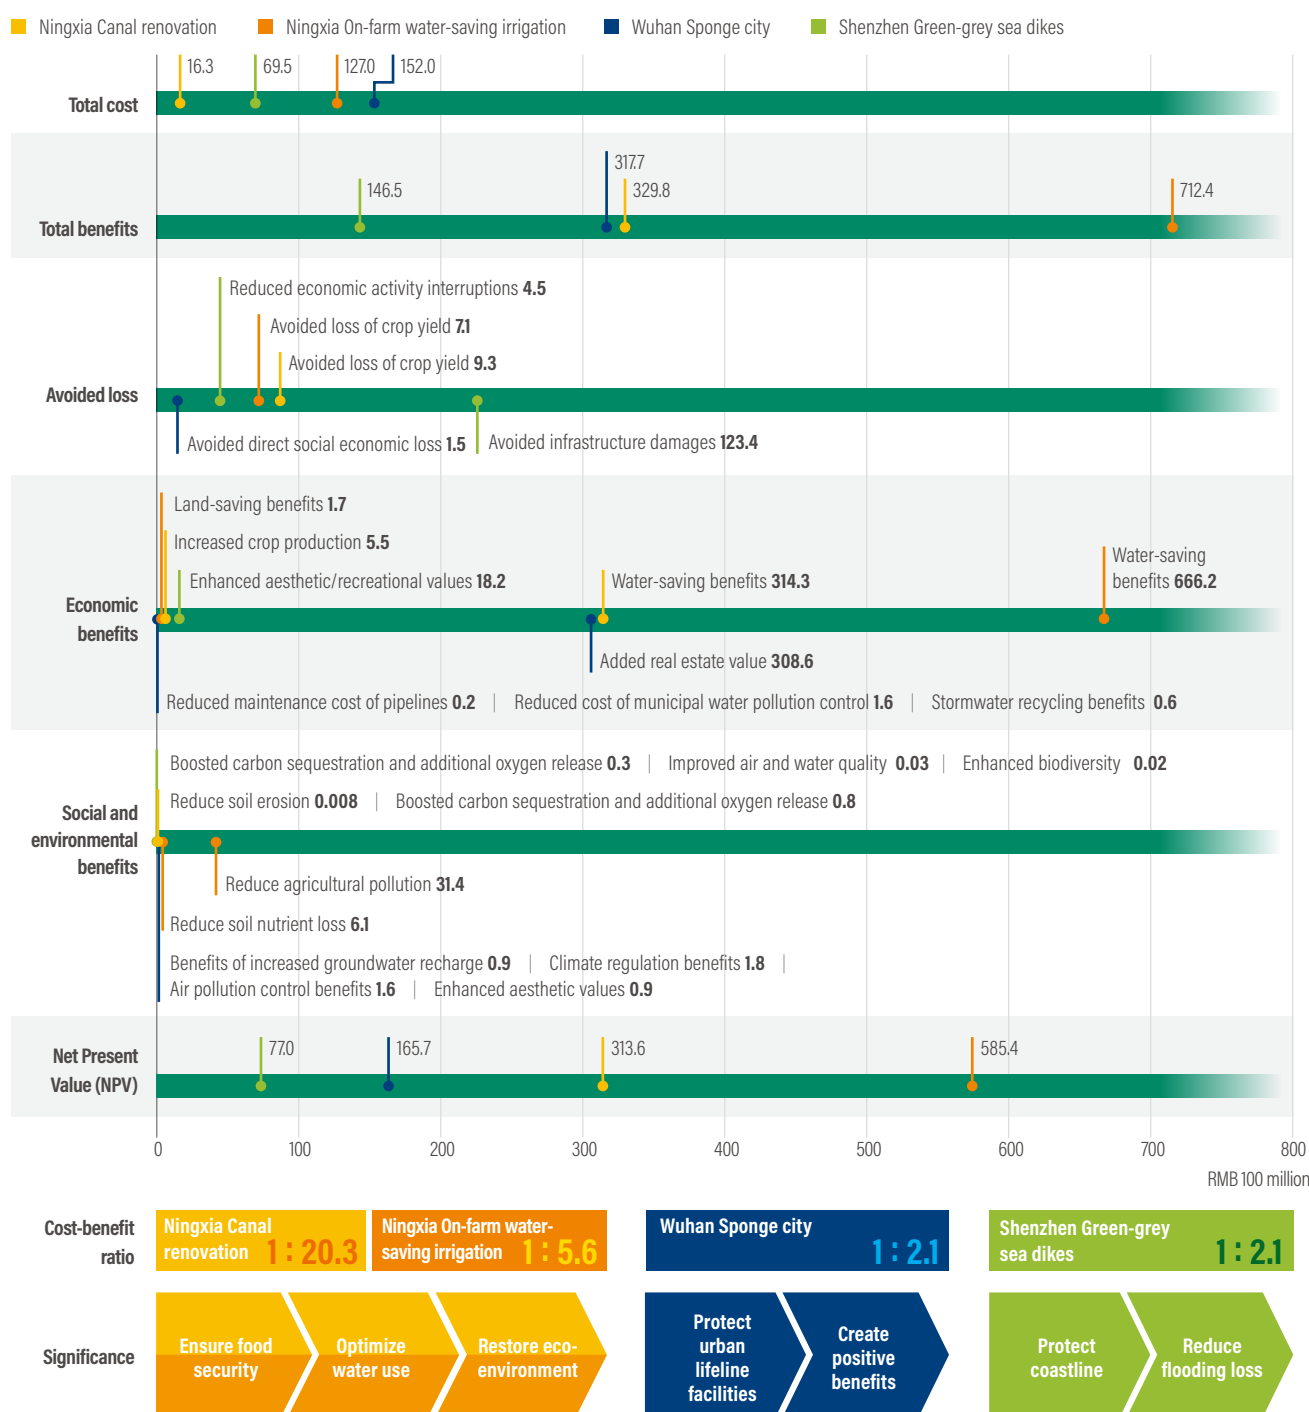 Ningxia Canal renovation
Ningxia On-farm water-saving irrigation
Wuhan Sponge city
Shenzhen Green-grey sea dikes
16.3
69.5
127.0
152.0
Total cost
317.7
146.5
329.8
712.4
Total benefits
Reduced economic activity interruptions 4.5
Avoided loss of crop yield 7.1
Avoided loss of crop yield 9.3
Avoided loss
Avoided direct social economic loss 1.5
Avoided infrastructure damages 123.4
Land-saving benefits 1.7
Increased crop production 5.5
Enhanced aesthetic/recreational values 18.2
Water-saving benefits 314.3
Water-saving
benefits 666.2
Economic
benefits
Added real estate value 308.6
Reduced maintenance cost of pipelines 0.2 | Reduced cost of municipal water pollution control 1.6 | Stormwater recycling benefits 0.6
Boosted carbon sequestration and additional oxygen release 0.3 | Improved air and water quality 0.03 | Enhanced biodiversity 0.02
Reduce soil erosion 0.008 | Boosted carbon sequestration and additional oxygen release 0.8
Social and
environmental
benefits
Reduce agricultural pollution 31.4
Reduce soil nutrient loss 6.1
Benefits of increased groundwater recharge 0.9 | Climate regulation benefits 1.8 |
Air pollution control benefits 1.6 | Enhanced aesthetic values 0.9
77.0
165.7
313.6
585.4
Net Present
Value (NPV)
0
100
200
300
400
500
600
700
800
RMB 100 million
Cost-benefit
ratio
Ningxia Canal
renovation 1 : 20.3
Ningxia On-farm water-
saving irrigation 1 : 5.6
Wuhan Sponge city
1 : 2.1
Shenzhen Green-grey
sea dikes 1 : 2.1
Significance
Ensure food
security
Optimize
water use
Restore eco-
environment
Protect
urban
lifeline
facilities
Create
positive
benefits
Protect
coastline
Reduce
flooding loss